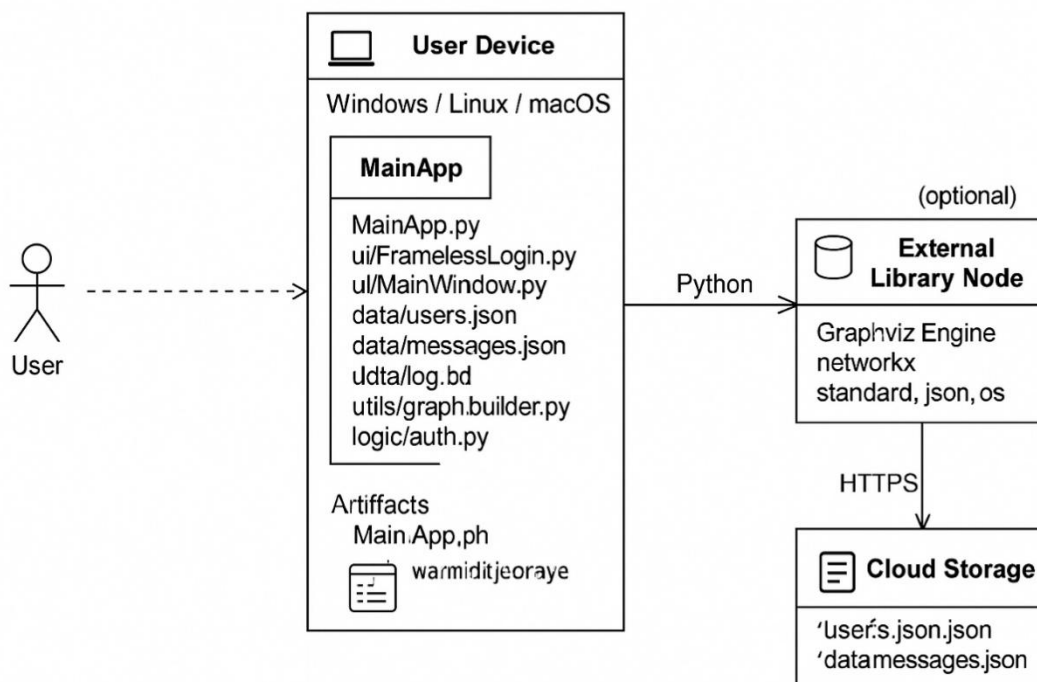 User Device
Windows / Linux / macOS
MainApp
MainApp.py
ui/FramelessLogin.py
ul/MainWindow.py
data/users.json
data/messages.json
udta/log.bd
utils/graph.builder.py
logic/auth.py
Artiffacts
Main.App,ph
User
Python
(optional)
External
Library Node
Graphviz Engine
networkx
standard, json, os
HTTPS
Cloud Storage
'users.json.json
'datamessages.json